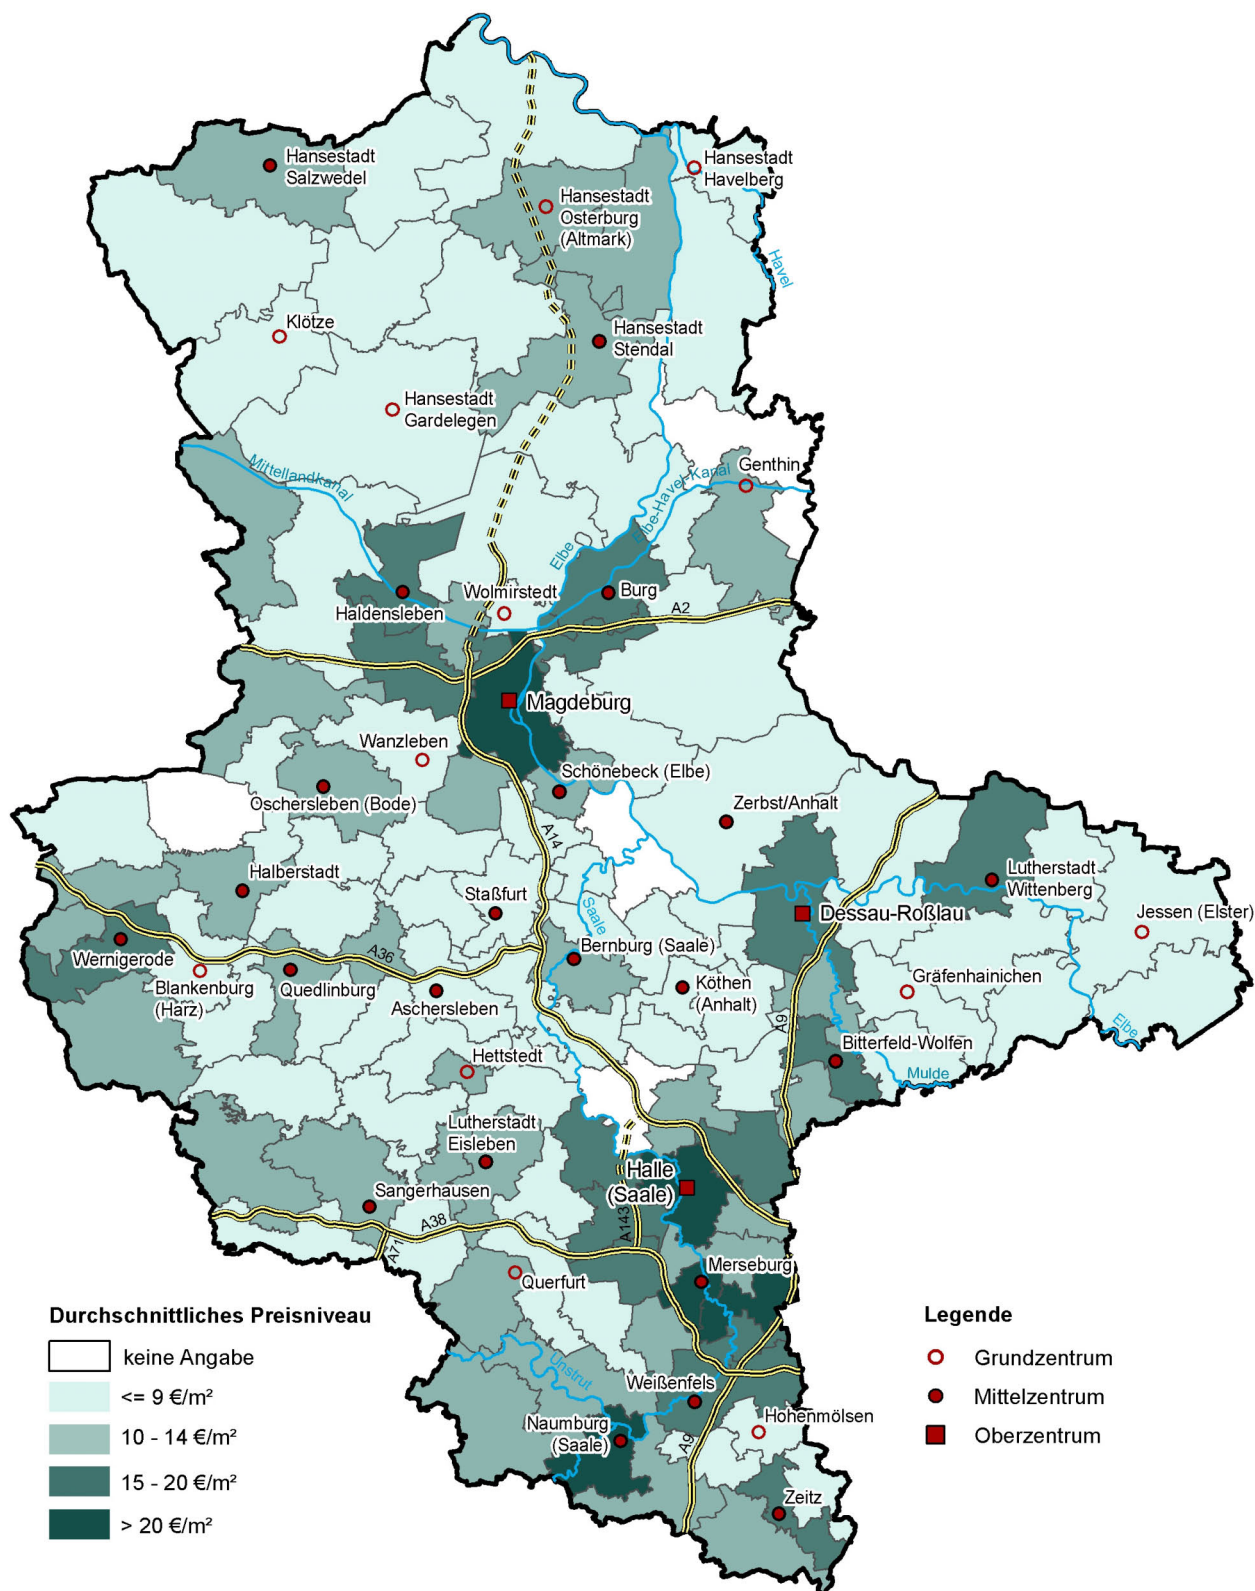 Hansestadt
Salzwedel
Hansestadt
Havelberg
Hansestadt
Osterburg
(Altmark)
Havel
Klötze
Hansestadt
Stendal
Hansestadt
Gardelegen
Mittellandkanal
Genthin
Elbe-Havel-Kanal
Elbe
Wolmirstedt
Burg
Haldensleben
A2
Magdeburg
Wanzleben
Schönebeck (Elbe)
Oschersleben (Bode)
Zerbst/Anhalt
A14
Halberstadt
Staßfurt
Saale
Lutherstadt
Wittenberg
Dessau-Roßlau
Jessen (Elster)
Wernigerode
A36
Bernburg (Saale)
Blankenburg
(Harz)
Quedlinburg
Aschersleben
Köthen
(Anhalt)
Gräfenhainichen
A9
Elbe
Bitterfeld-Wolfen
Mulde
Hettstedt
Lutherstadt
Eisleben
Halle
(Saale)
Sangerhausen
A38
A71
A143
Merseburg
Querfurt
Unstrut
Weißenfels
Naumburg
(Saale)
A9
Hohenmölsen
Zeitz
Durchschnittliches Preisniveau
keine Angabe
<= 9 €/m²
10 - 14 €/m²
15 - 20 €/m²
> 20 €/m²
Legende
Grundzentrum
Mittelzentrum
Oberzentrum